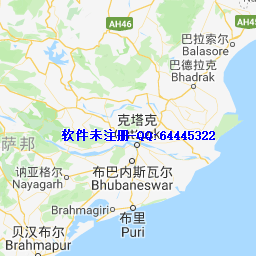 AH46
AH45
巴拉索尔
Balasore
巴德拉克
Bhadrak
克塔克
萨邦
软件未注册 QQ 64445322
讷亚格尔
Nayagarh
布巴内斯瓦尔
Bhubaneswar
Brahmagiri
布里
Puri
贝汉布尔
Brahmapur